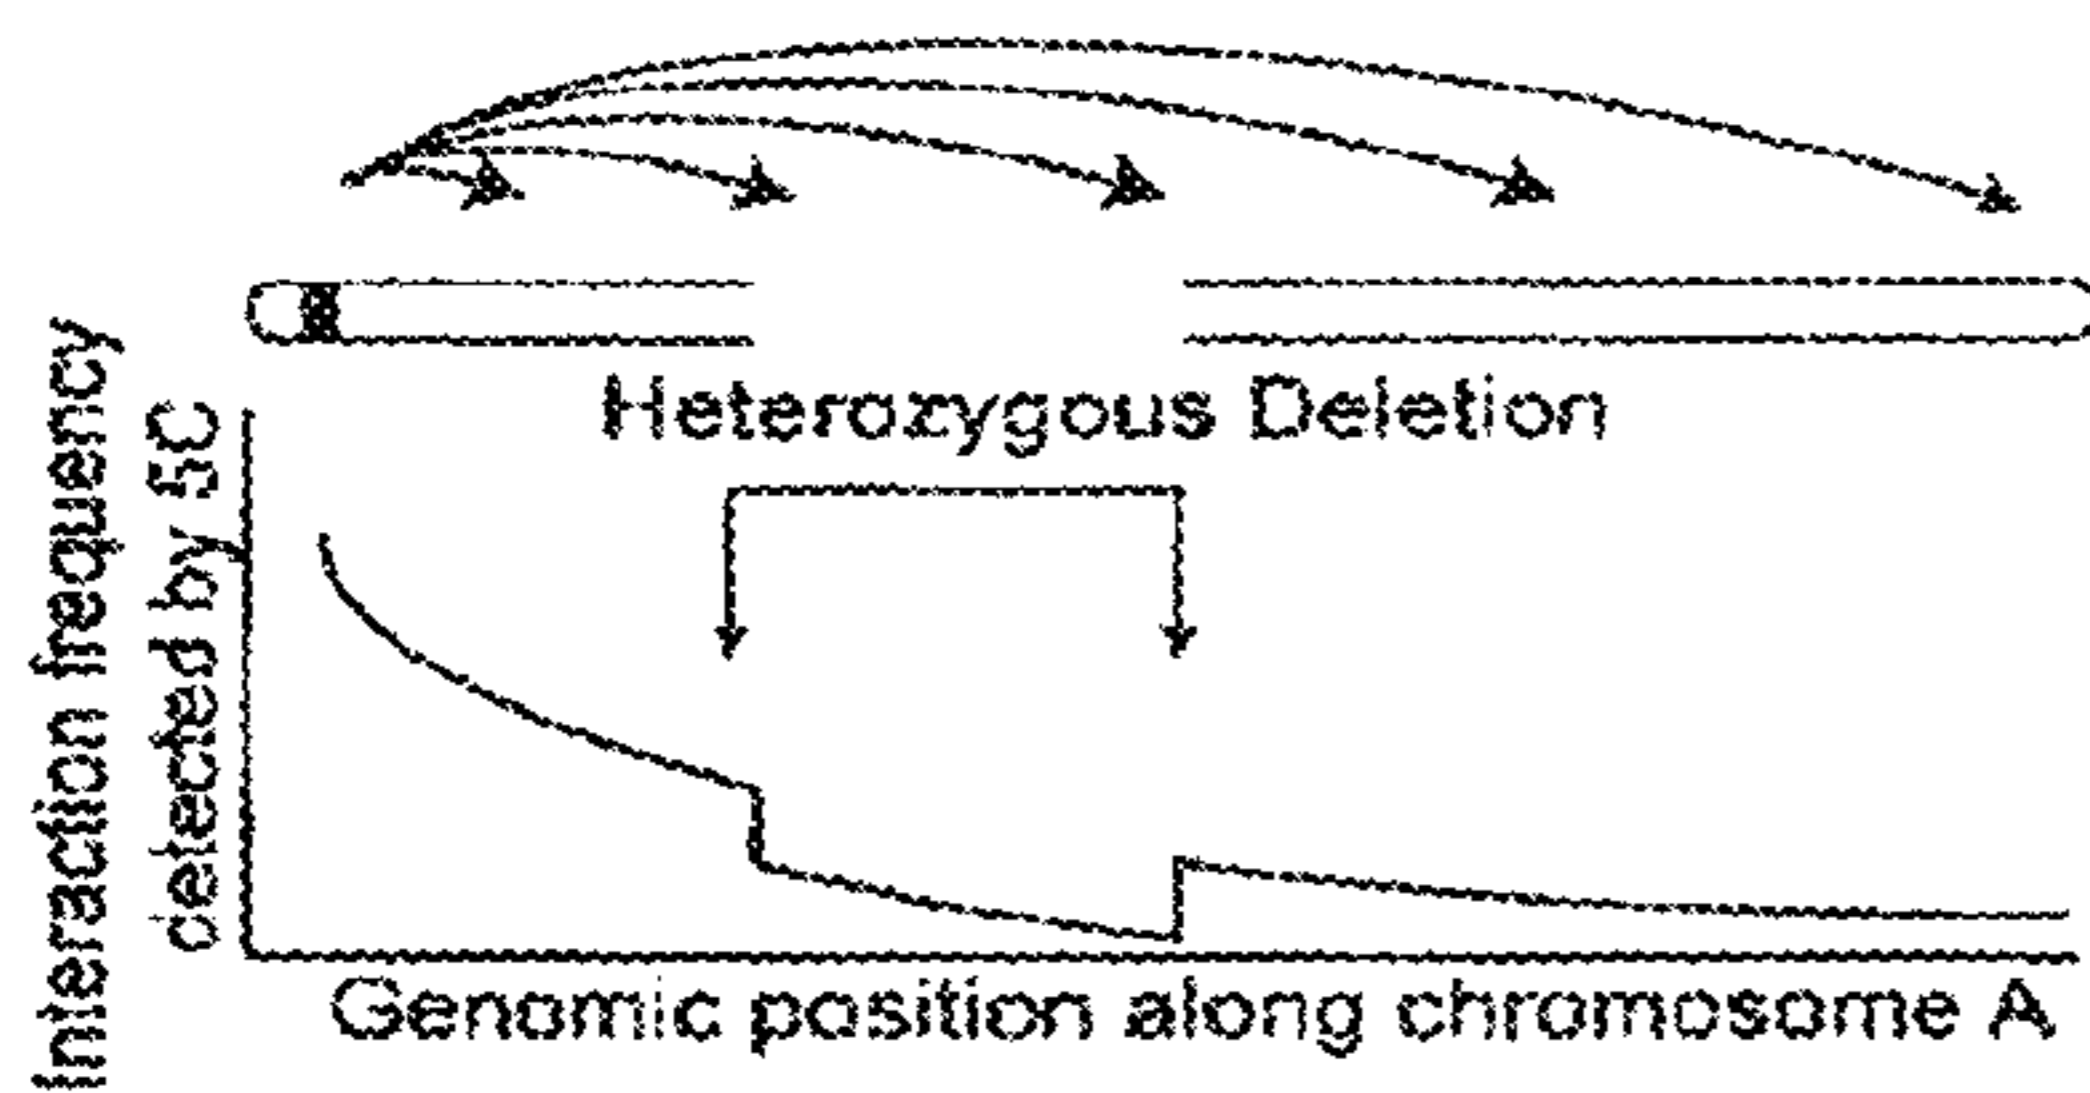 Heterozygous Deletion
Interaction frequency
detected by 5C
Genomic position along chromosome A